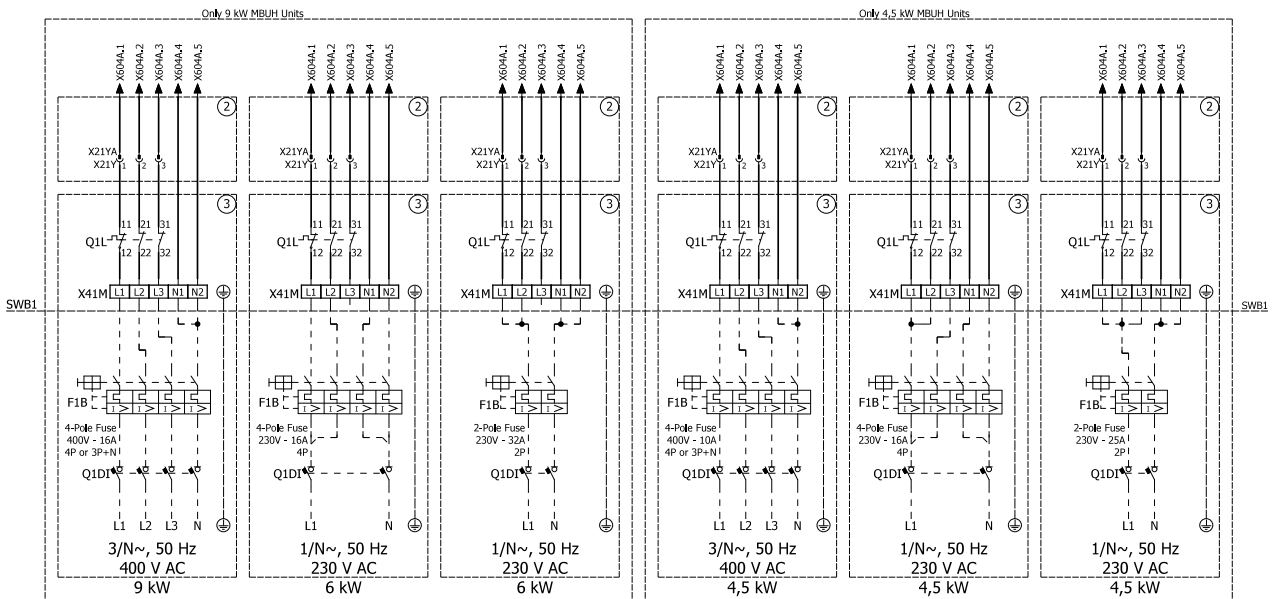 Only 9 kW MBUH Units
Only 4,5 kW MBUH Units
X604A.1 X604A.2 X604A.3 X604A.4 X604A.5
X604A.1 X604A.2 X604A.3 X604A.4 X604A.5
X604A.1 X604A.2 X604A.3 X604A.4 X604A.5
X604A.1 X604A.2 X604A.3 X604A.4 X604A.5
X604A.1 X604A.2 X604A.3 X604A.4 X604A.5
X604A.1 X604A.2 X604A.3 X604A.4 X604A.5
2 2 2 2 2 2
X21YA X21YA X21YA X21YA X21YA X21YA
X21Y 1 2 3 X21Y 1 2 3 X21Y 1 2 3 X21Y 1 2 3 X21Y 1 2 3 X21Y 1 2 3
3 3 3 3 3 3
11 21 31 11 21 31 11 21 31 11 21 31 11 21 31 11 21 31
Q1L Q1L Q1L Q1L Q1L Q1L
12 22 32 12 22 32 12 22 32 12 22 32 12 22 32 12 22 32
X41M L1 L2 L3 N1 N2 X41M L1 L2 L3 N1 N2 X41M L1 L2 L3 N1 N2 X41M L1 L2 L3 N1 N2 X41M L1 L2 L3 N1 N2 X41M L1 L2 L3 N1 N2
SWB1 SWB1
F1B F1B F1B F1B F1B F1B
I > I > I > I > I > I > I > I > I > I > I > I > I > I > I > I > I > I > I > I >
4-Pole Fuse 4-Pole Fuse 2-Pole Fuse 4-Pole Fuse 4-Pole Fuse 2-Pole Fuse
400V - 16A 230V - 16A 230V - 32A 400V - 10A 230V - 16A 230V - 25A
4P or 3P+N 4P 2P 4P or 3P+N 4P 2P
Q1DI Q1DI Q1DI Q1DI Q1DI Q1DI
L1 L2 L3 N L1 N L1 N L1 L2 L3 N L1 N L1 N
3/N~, 50 Hz 1/N~, 50 Hz 1/N~, 50 Hz 3/N~, 50 Hz 1/N~, 50 Hz 1/N~, 50 Hz
400 V AC 230 V AC 230 V AC 400 V AC 230 V AC 230 V AC
9 kW 6 kW 6 kW 4,5 kW 4,5 kW 4,5 kW